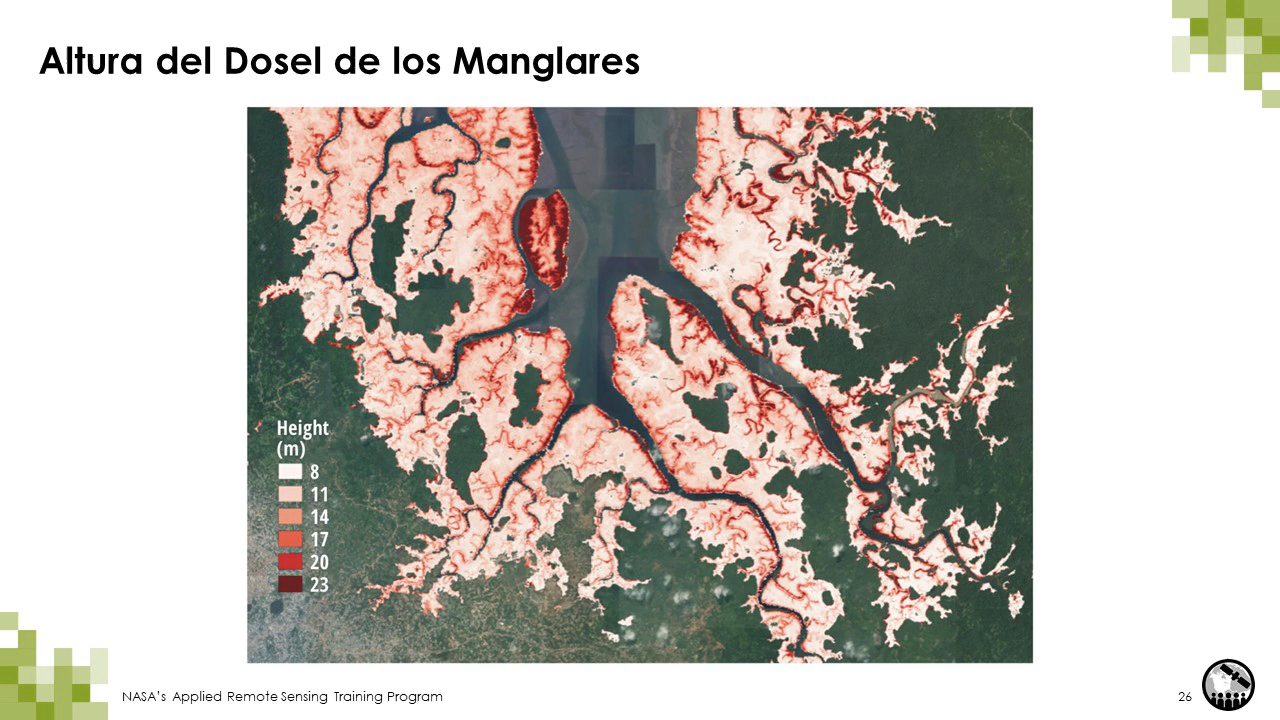 Altura del Dosel de los Manglares
Height
(m)
8
11
14
17
20
23
NASA's Applied Remote Sensing Training Program
26